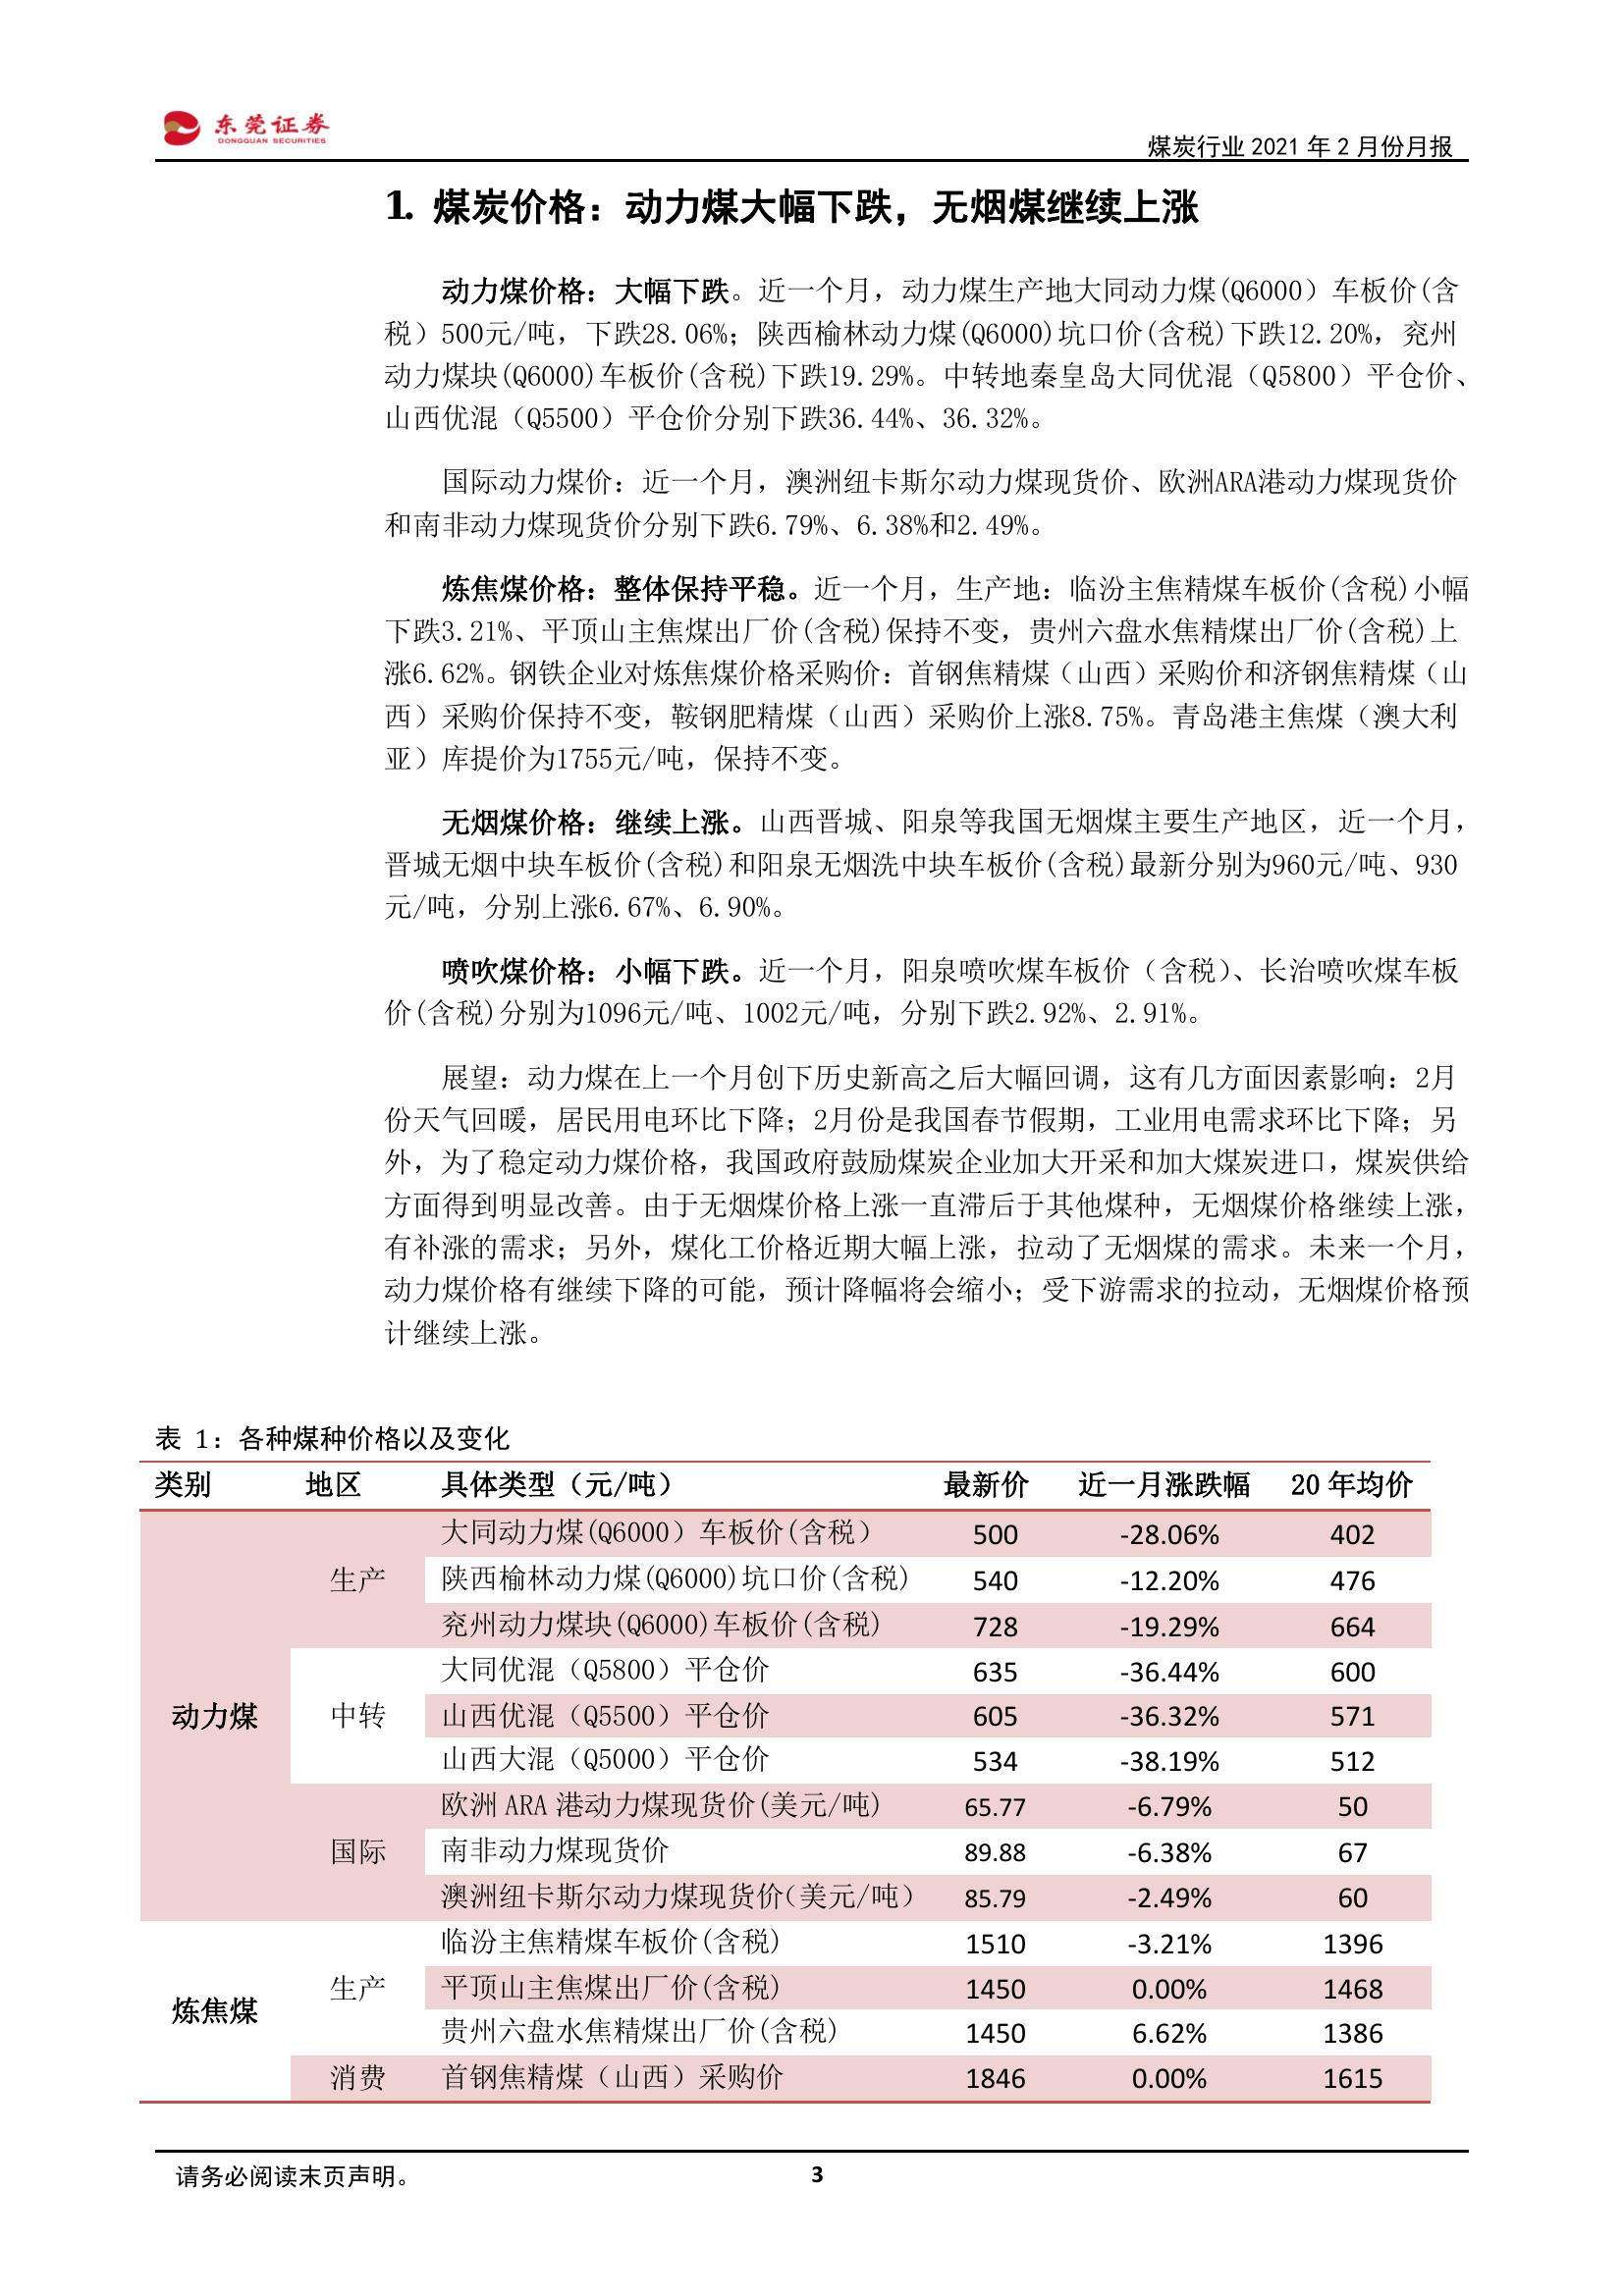 东莞证券
DONGGUAN SECURITIES
煤炭行业 2021 年 2 月份月报
1. 煤炭价格：动力煤大幅下跌，无烟煤继续上涨
动力煤价格：大幅下跌。近一个月，动力煤生产地大同动力煤(Q6000）车板价(含
税）500元/吨，下跌28.06%；陕西榆林动力煤(Q6000)坑口价(含税)下跌12.20%，兖州
动力煤块(Q6000)车板价(含税)下跌19.29%。中转地秦皇岛大同优混（Q5800）平仓价、
山西优混（Q5500）平仓价分别下跌36.44%、36.32%。
国际动力煤价：近一个月，澳洲纽卡斯尔动力煤现货价、欧洲ARA港动力煤现货价
和南非动力煤现货价分别下跌6.79%、6.38%和2.49%。
炼焦煤价格：整体保持平稳。近一个月，生产地：临汾主焦精煤车板价(含税)小幅
下跌3.21%、平顶山主焦煤出厂价(含税)保持不变，贵州六盘水焦精煤出厂价(含税)上
涨6.62%。钢铁企业对炼焦煤价格采购价：首钢焦精煤（山西）采购价和济钢焦精煤（山
西）采购价保持不变，鞍钢肥精煤（山西）采购价上涨8.75%。青岛港主焦煤（澳大利
亚）库提价为1755元/吨，保持不变。
无烟煤价格：继续上涨。山西晋城、阳泉等我国无烟煤主要生产地区，近一个月，
晋城无烟中块车板价(含税)和阳泉无烟洗中块车板价(含税)最新分别为960元/吨、930
元/吨，分别上涨6.67%、6.90%。
喷吹煤价格：小幅下跌。近一个月，阳泉喷吹煤车板价（含税）、长治喷吹煤车板
价(含税)分别为1096元/吨、1002元/吨，分别下跌2.92%、2.91%。
展望：动力煤在上一个月创下历史新高之后大幅回调，这有几方面因素影响：2月
份天气回暖，居民用电环比下降；2月份是我国春节假期，工业用电需求环比下降；另
外，为了稳定动力煤价格，我国政府鼓励煤炭企业加大开采和加大煤炭进口，煤炭供给
方面得到明显改善。由于无烟煤价格上涨一直滞后于其他煤种，无烟煤价格继续上涨，
有补涨的需求；另外，煤化工价格近期大幅上涨，拉动了无烟煤的需求。未来一个月，
动力煤价格有继续下降的可能，预计降幅将会缩小；受下游需求的拉动，无烟煤价格预
计继续上涨。
表 1：各种煤种价格以及变化
类别 地区 具体类型（元/吨） 最新价 近一月涨跌幅 20 年均价
动力煤 生产 大同动力煤(Q6000）车板价(含税） 500 -28.06% 402
陕西榆林动力煤(Q6000)坑口价(含税) 540 -12.20% 476
兖州动力煤块(Q6000)车板价(含税) 728 -19.29% 664
中转 大同优混（Q5800）平仓价 635 -36.44% 600
山西优混（Q5500）平仓价 605 -36.32% 571
山西大混（Q5000）平仓价 534 -38.19% 512
国际 欧洲 ARA 港动力煤现货价(美元/吨) 65.77 -6.79% 50
南非动力煤现货价 89.88 -6.38% 67
澳洲纽卡斯尔动力煤现货价(美元/吨） 85.79 -2.49% 60
炼焦煤 生产 临汾主焦精煤车板价(含税) 1510 -3.21% 1396
平顶山主焦煤出厂价(含税) 1450 0.00% 1468
贵州六盘水焦精煤出厂价(含税) 1450 6.62% 1386
消费 首钢焦精煤（山西）采购价 1846 0.00% 1615
请务必阅读末页声明。
3